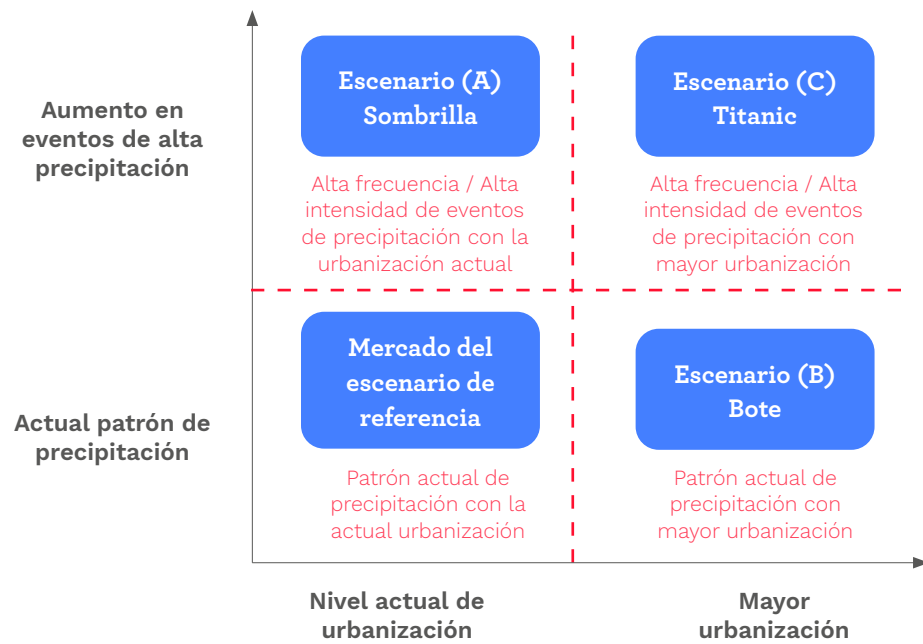 Aumento en
eventos de alta
precipitación
Escenario (A)
Sombrilla
Alta frecuencia / Alta
intensidad de eventos
de precipitación con la
urbanización actual
Escenario (C)
Titanic
Alta frecuencia / Alta
intensidad de eventos
de precipitación con
mayor urbanización
Actual patrón de
precipitación
Mercado del
escenario de
referencia
Patrón actual de
precipitación con la
actual urbanización
Escenario (B)
Bote
Patrón actual de
precipitación con
mayor urbanización
Nivel actual de
urbanización
Mayor
urbanización